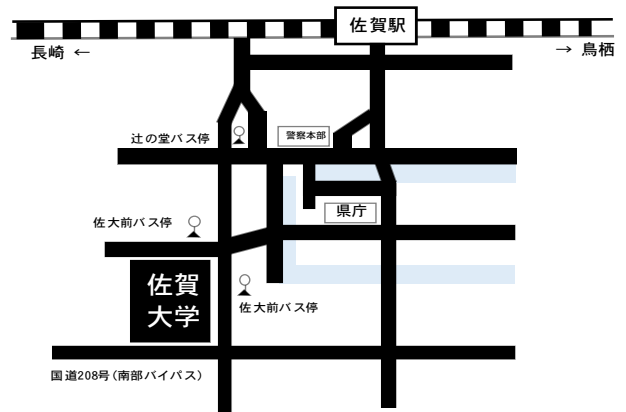 佐賀駅
長崎 ←
→ 鳥栖
警察本部
辻の堂バス停
県庁
佐大前バス停
佐賀
大学
佐大前バス停
国道208号(南部バイパス)